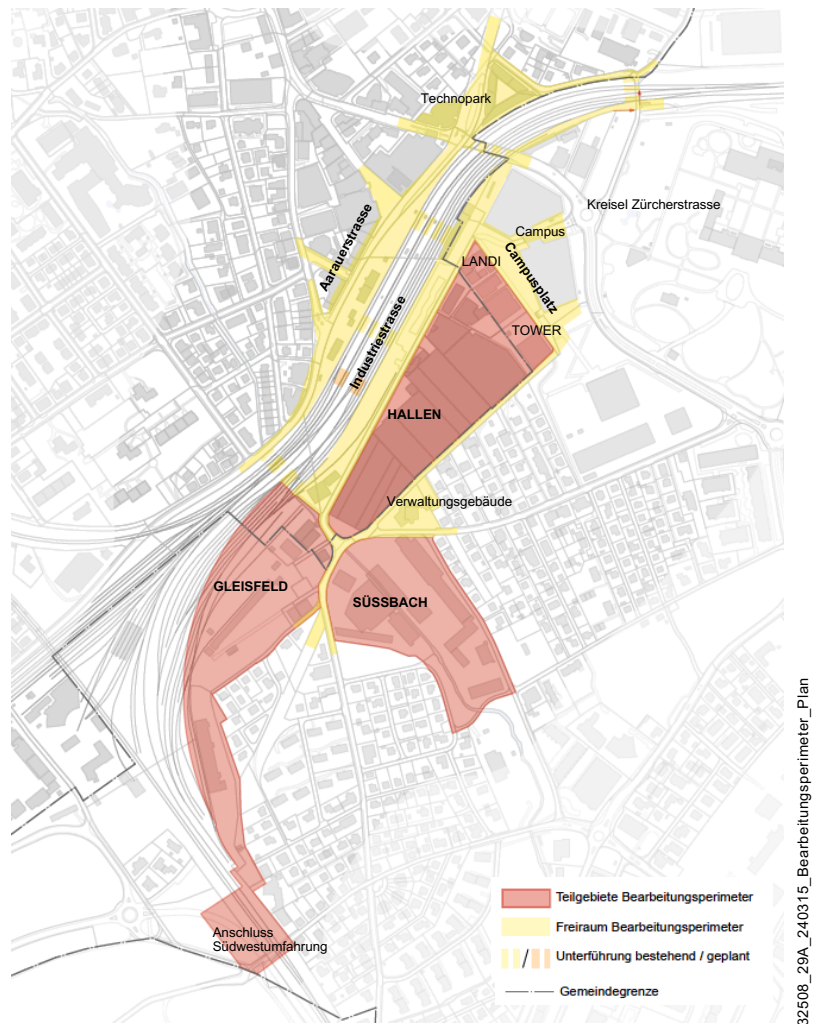 Technopark
Kreisel Zürcherstrasse
Aarauerstrasse
Campus
LANDI
Campusplatz
Industriestrasse
TOWER
HALLEN
Verwaltungsgebäude
GLEISFELD
SÜSSBACH
Anschluss
Südwestumfahrung
Teilgebiete Bearbeitungsperimeter
Freiraum Bearbeitungsperimeter
/ Unterführung bestehend / geplant
Gemeindegrenze
32508_29A_240315_Bearbeitungsperimeter_Plan